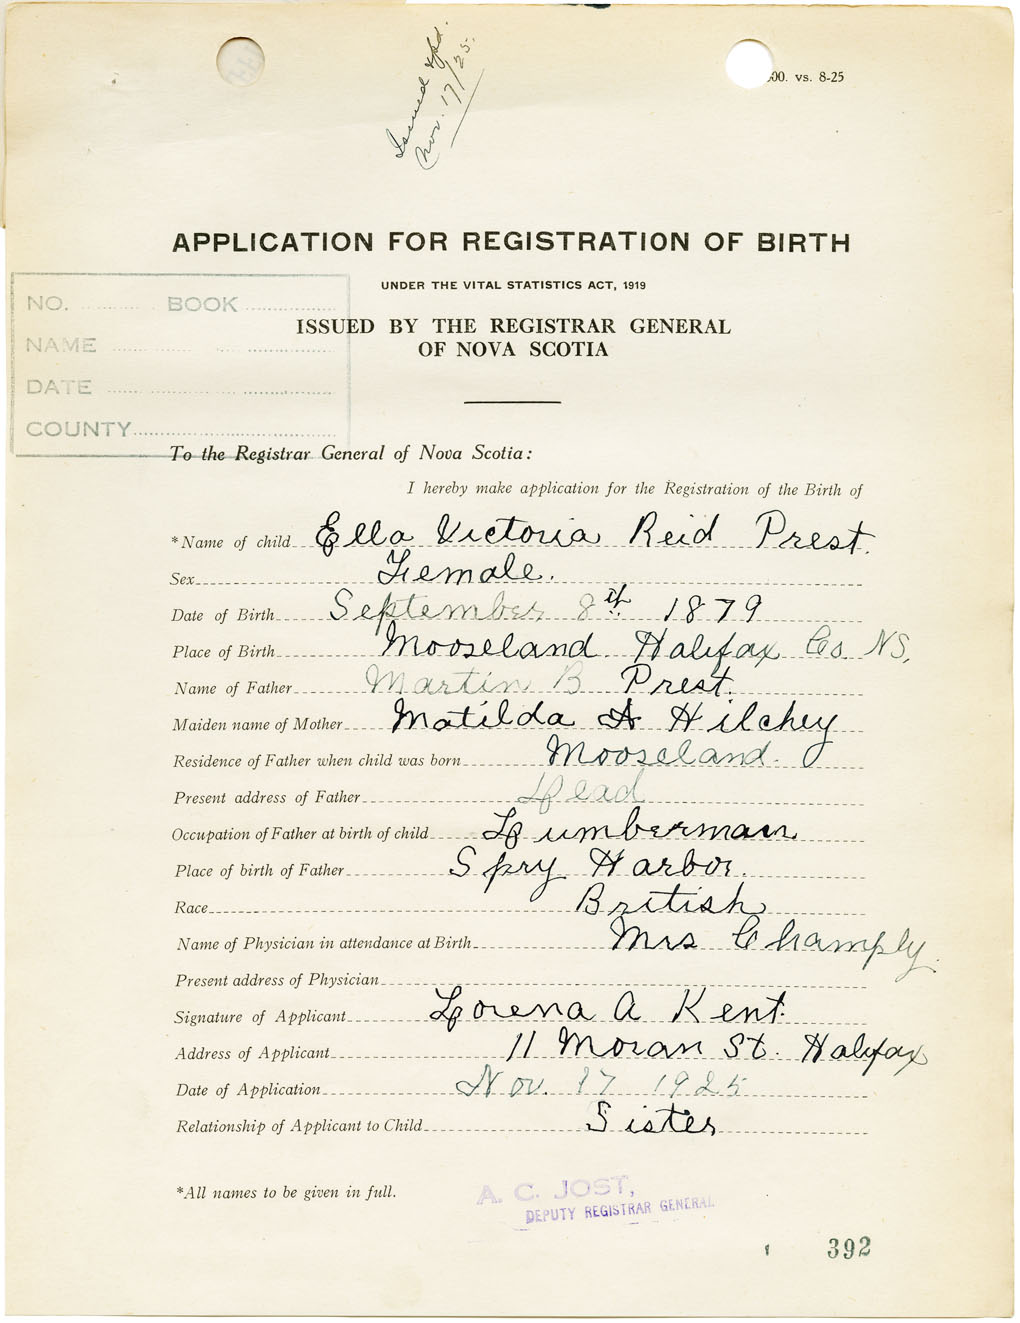 Issued & pd.
Nov. 17/25.
00. vs. 8-25
APPLICATION FOR REGISTRATION OF BIRTH
UNDER THE VITAL STATISTICS ACT, 1919
ISSUED BY THE REGISTRAR GENERAL
OF NOVA SCOTIA
NO. BOOK
NAME
DATE
COUNTY
To the Registrar General of Nova Scotia:
I hereby make application for the Registration of the Birth of
*Name of child Ella Victoria Reid Prest.
Sex Female.
Date of Birth September 8th 1879
Place of Birth Mooseland Halifax Co NS.
Name of Father Martin B Prest.
Maiden name of Mother Matilda A Hilchey
Residence of Father when child was born Mooseland.
Present address of Father Dead
Occupation of Father at birth of child Lumberman
Place of birth of Father Spry Harbor.
Race British
Name of Physician in attendance at Birth Mrs Champly.
Present address of Physician
Signature of Applicant Lorena A Kent.
Address of Applicant 11 Moran St. Halifax
Date of Application Nov. 17 1925
Relationship of Applicant to Child Sister
*All names to be given in full.
A. C. JOST,
DEPUTY REGISTRAR GENERAL
392